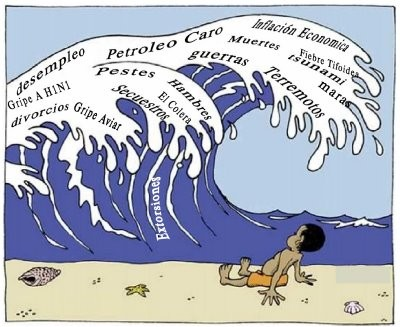 Inflación Economica
Petroleo Caro
Muertes
Fiebre Tifoidea
desempleo
guerras
tsunami
Pestes
Hambres
Terremotos
maras
Gripe A H1N1
Secuestros
El Colera
divorcios
Gripe Aviar
Extorsiones